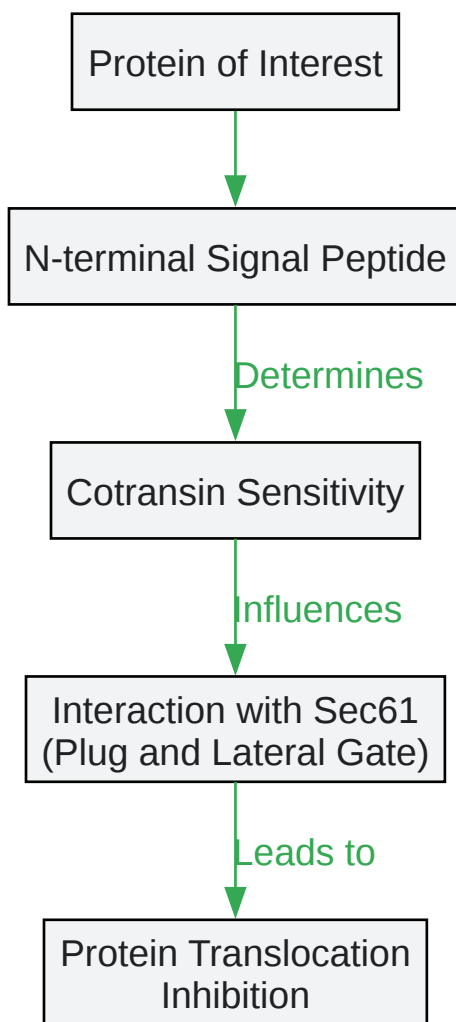 Protein of Interest
N-terminal Signal Peptide
Determines
Cotransin Sensitivity
Influences
Interaction with Sec61
(Plug and Lateral Gate)
Leads to
Protein Translocation
Inhibition